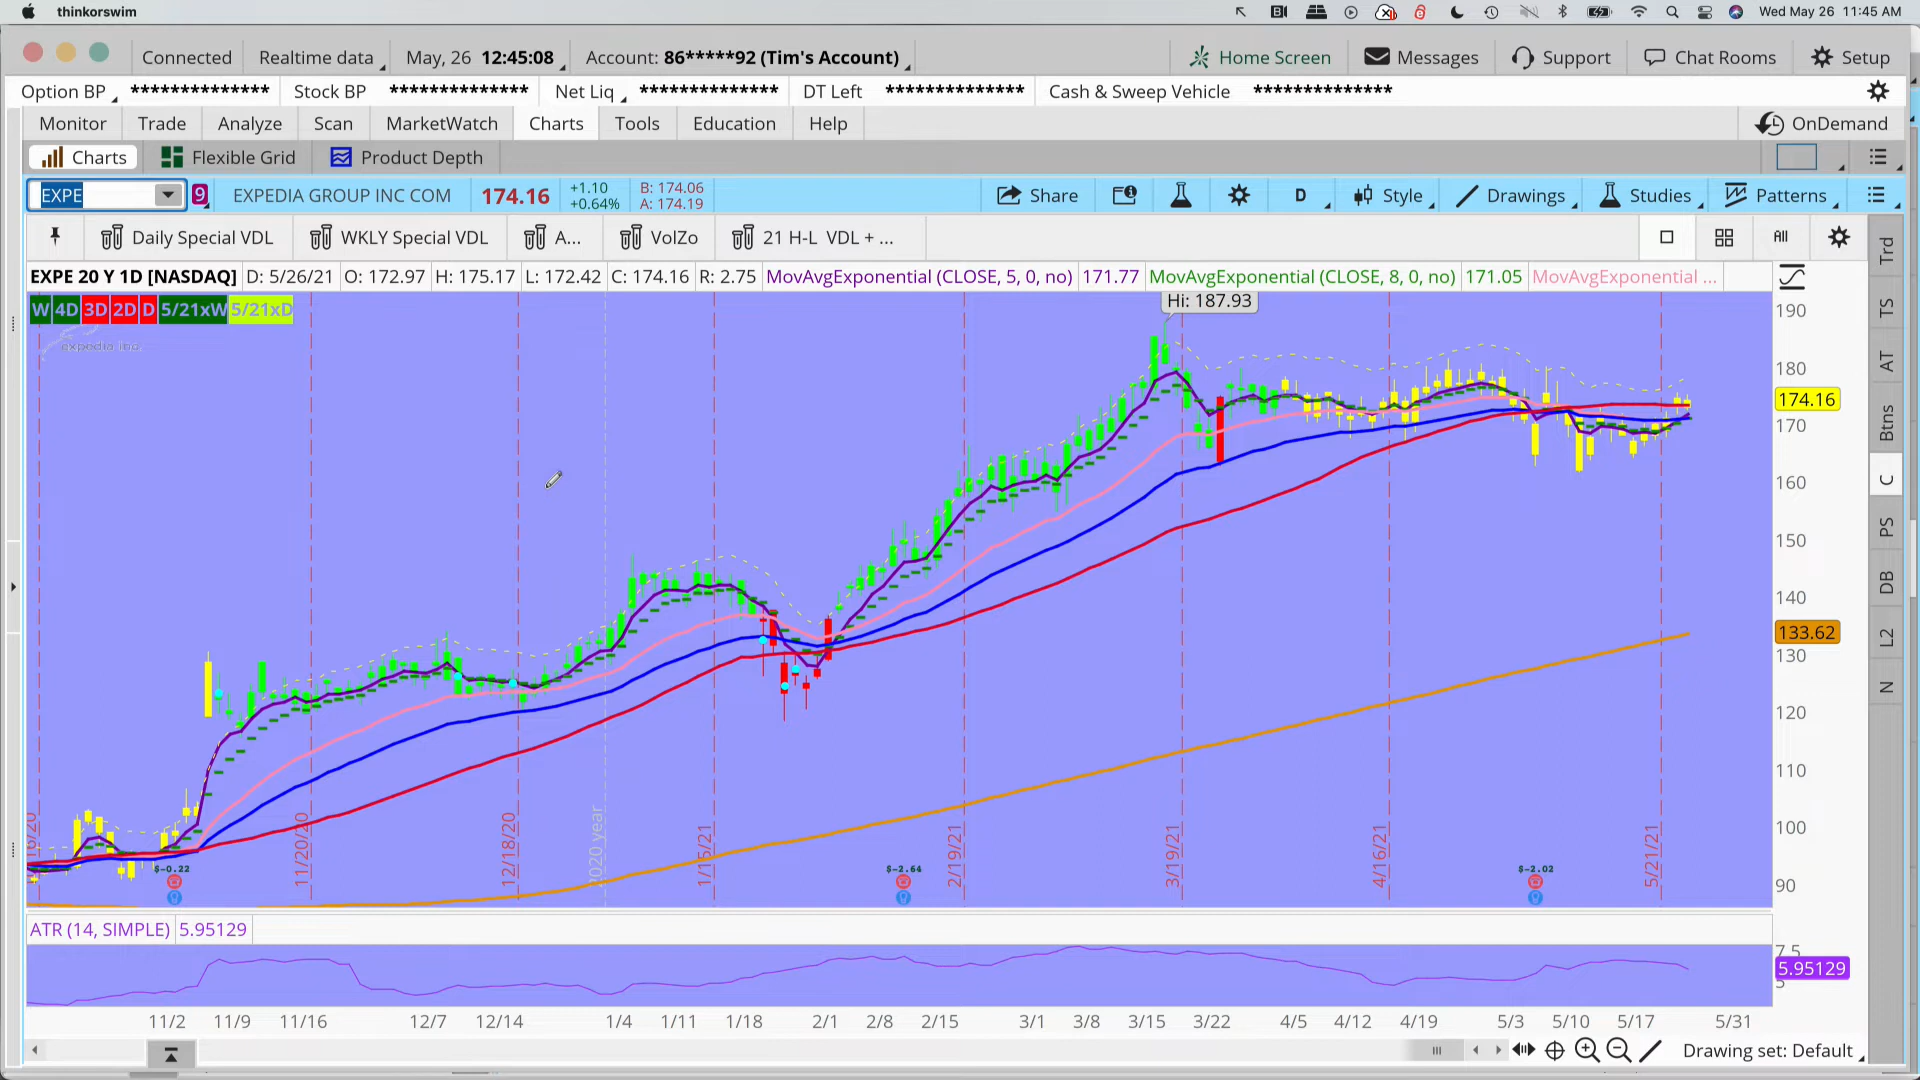 thinkorswim
Wed May 26 11:45 AM
Connected
Realtime data
May, 26 12:45:08
Account: 86*****92 (Tim's Account)
Home Screen
Messages
Support
Chat Rooms
Setup
Option BP **************
Stock BP **************
Net Liq **************
DT Left **************
Cash & Sweep Vehicle **************
Monitor
Trade
Analyze
Scan
MarketWatch
Charts
Tools
Education
Help
OnDemand
Charts
Flexible Grid
Product Depth
EXPE
9
EXPEDIA GROUP INC COM
174.16
+1.10
+0.64%
B: 174.06
A: 174.19
Share
D
Style
Drawings
Studies
Patterns
Daily Special VDL
WKLY Special VDL
A...
VolZo
21 H-L VDL + ...
All
EXPE 20 Y 1D [NASDAQ]
D: 5/26/21
O: 172.97
H: 175.17
L: 172.42
C: 174.16
R: 2.75
MovAvgExponential (CLOSE, 5, 0, no)
171.77
MovAvgExponential (CLOSE, 8, 0, no)
171.05
MovAvgExponential ...
W 4D 3D 2D D 5/21xW 5/21xD
expedia inc.
Hi: 187.93
190
180
174.16
170
160
150
140
133.62
130
120
110
100
90
11/20/20
12/18/20
2020 year
1/15/21
2/19/21
3/19/21
4/16/21
5/21/21
$-0.22
$-2.64
$-2.02
ATR (14, SIMPLE)
5.95129
7.5
5.95129
5
11/2 11/9 11/16 12/7 12/14 1/4 1/11 1/18 2/1 2/8 2/15 3/1 3/8 3/15 3/22 4/5 4/12 4/19 5/3 5/10 5/17 5/31
Drawing set: Default
Trd
TS
AT
Btns
C
PS
DB
L2
N